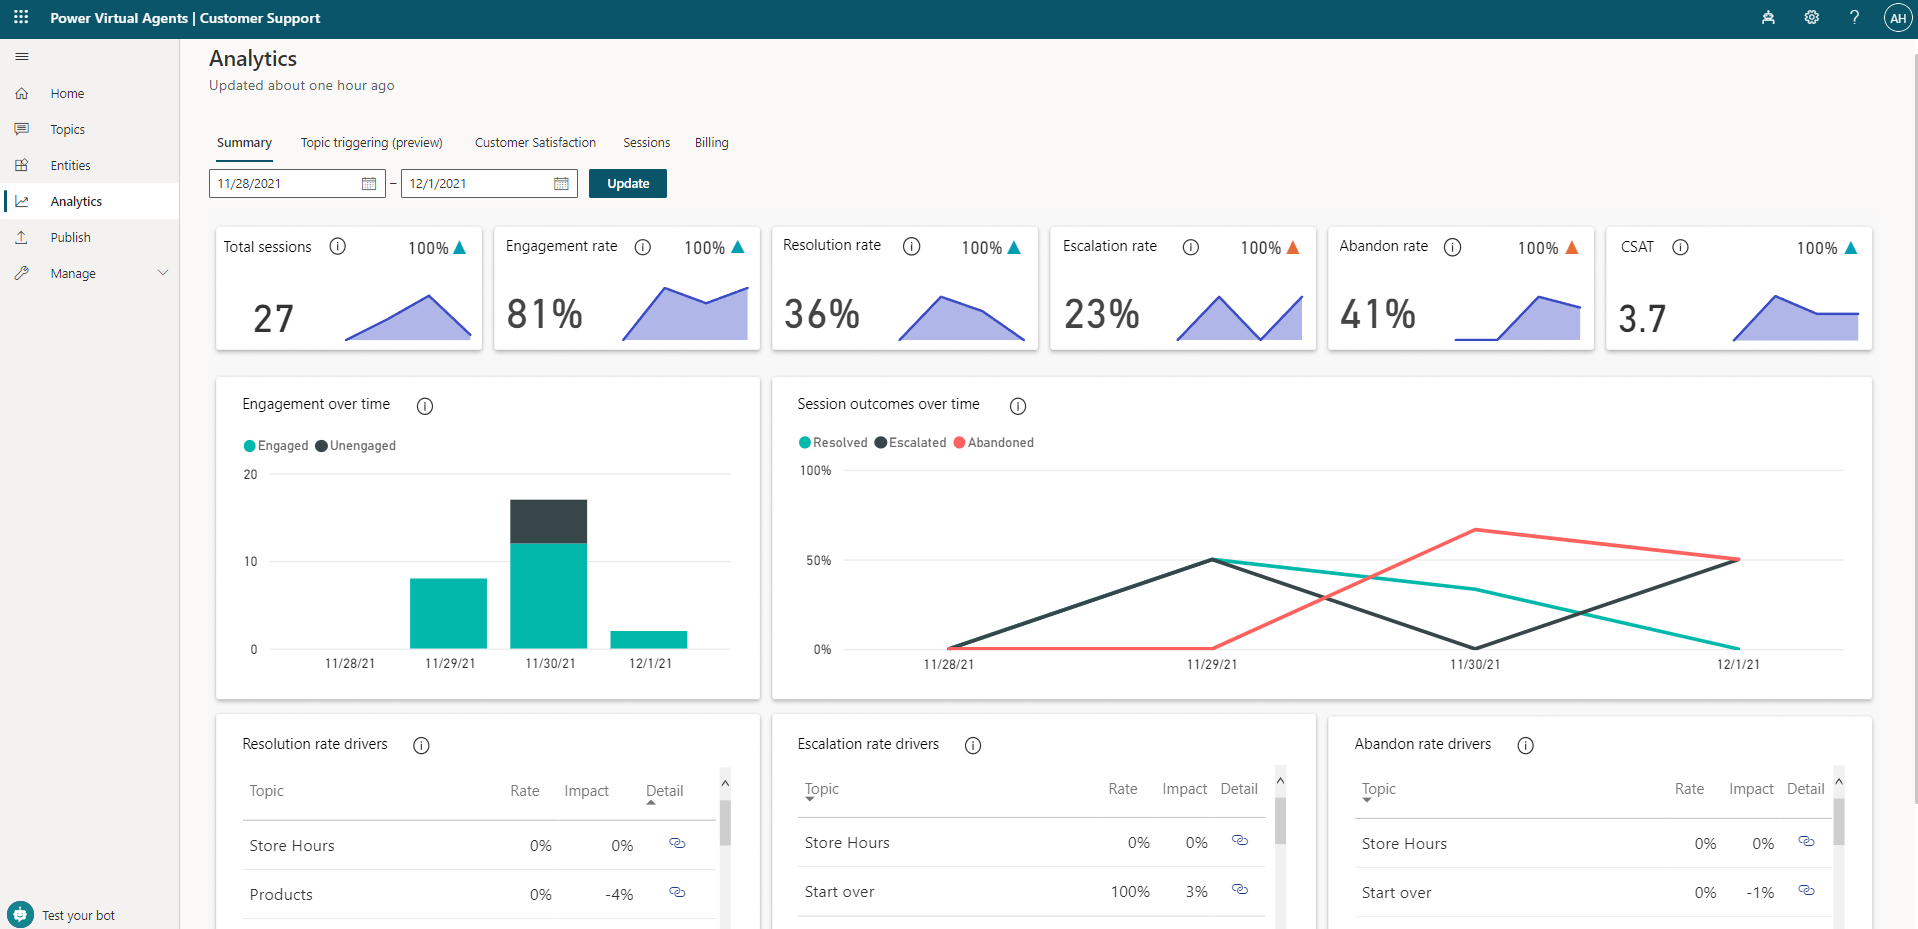 Power Virtual Agents | Customer Support
AH
Analytics
Updated about one hour ago
Home
Topics
Entities
Analytics
Publish
Manage
Test your bot
Summary Topic triggering (preview) Customer Satisfaction Sessions Billing
11/28/2021 – 12/1/2021 Update
Total sessions 100%
27
Engagement rate 100%
81%
Resolution rate 100%
36%
Escalation rate 100%
23%
Abandon rate 100%
41%
CSAT 100%
3.7
Engagement over time
Engaged Unengaged
20
10
0
11/28/21 11/29/21 11/30/21 12/1/21
Session outcomes over time
Resolved Escalated Abandoned
100%
50%
0%
11/28/21 11/29/21 11/30/21 12/1/21
Resolution rate drivers
Topic Rate Impact Detail
Store Hours 0% 0%
Products 0% -4%
Escalation rate drivers
Topic Rate Impact Detail
Store Hours 0% 0%
Start over 100% 3%
Abandon rate drivers
Topic Rate Impact Detail
Store Hours 0% 0%
Start over 0% -1%